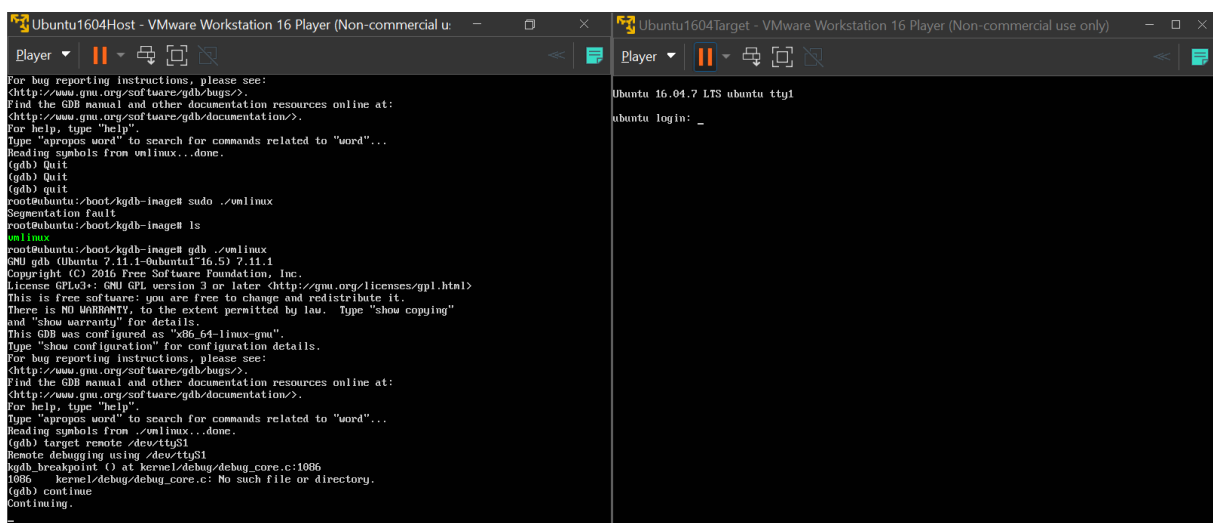 Ubuntu1604Host - VMware Workstation 16 Player (Non-commercial u:
Player
For bug reporting instructions, please see:
<http://www.gnu.org/software/gdb/bugs/>.
Find the GDB manual and other documentation resources online at:
<http://www.gnu.org/software/gdb/documentation/>.
For help, type "help".
Type "apropos word" to search for commands related to "word"...
Reading symbols from vmlinux...done.
(gdb) Quit
(gdb) Quit
(gdb) quit
root@ubuntu:/boot/kgdb-image# sudo ./vmlinux
Segmentation fault
root@ubuntu:/boot/kgdb-image# ls
vmlinux
root@ubuntu:/boot/kgdb-image# gdb ./vmlinux
GNU gdb (Ubuntu 7.11.1-0ubuntu1~16.5) 7.11.1
Copyright (C) 2016 Free Software Foundation, Inc.
License GPLv3+: GNU GPL version 3 or later <http://gnu.org/licenses/gpl.html>
This is free software: you are free to change and redistribute it.
There is NO WARRANTY, to the extent permitted by law.  Type "show copying"
and "show warranty" for details.
This GDB was configured as "x86_64-linux-gnu".
Type "show configuration" for configuration details.
For bug reporting instructions, please see:
<http://www.gnu.org/software/gdb/bugs/>.
Find the GDB manual and other documentation resources online at:
<http://www.gnu.org/software/gdb/documentation/>.
For help, type "help".
Type "apropos word" to search for commands related to "word"...
Reading symbols from ./vmlinux...done.
(gdb) target remote /dev/ttyS1
Remote debugging using /dev/ttyS1
kgdb_breakpoint () at kernel/debug/debug_core.c:1086
1086    kernel/debug/debug_core.c: No such file or directory.
(gdb) continue
Continuing.
Ubuntu1604Target - VMware Workstation 16 Player (Non-commercial use only)
Player
Ubuntu 16.04.7 LTS ubuntu tty1
ubuntu login: _